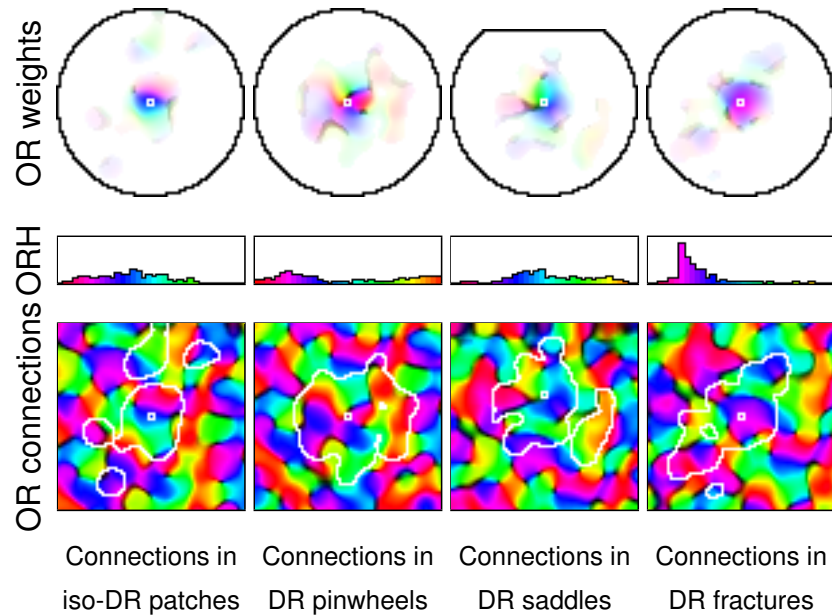 OR weights
ORH
OR connections
Connections in
iso-DR patches
Connections in
DR pinwheels
Connections in
DR saddles
Connections in
DR fractures